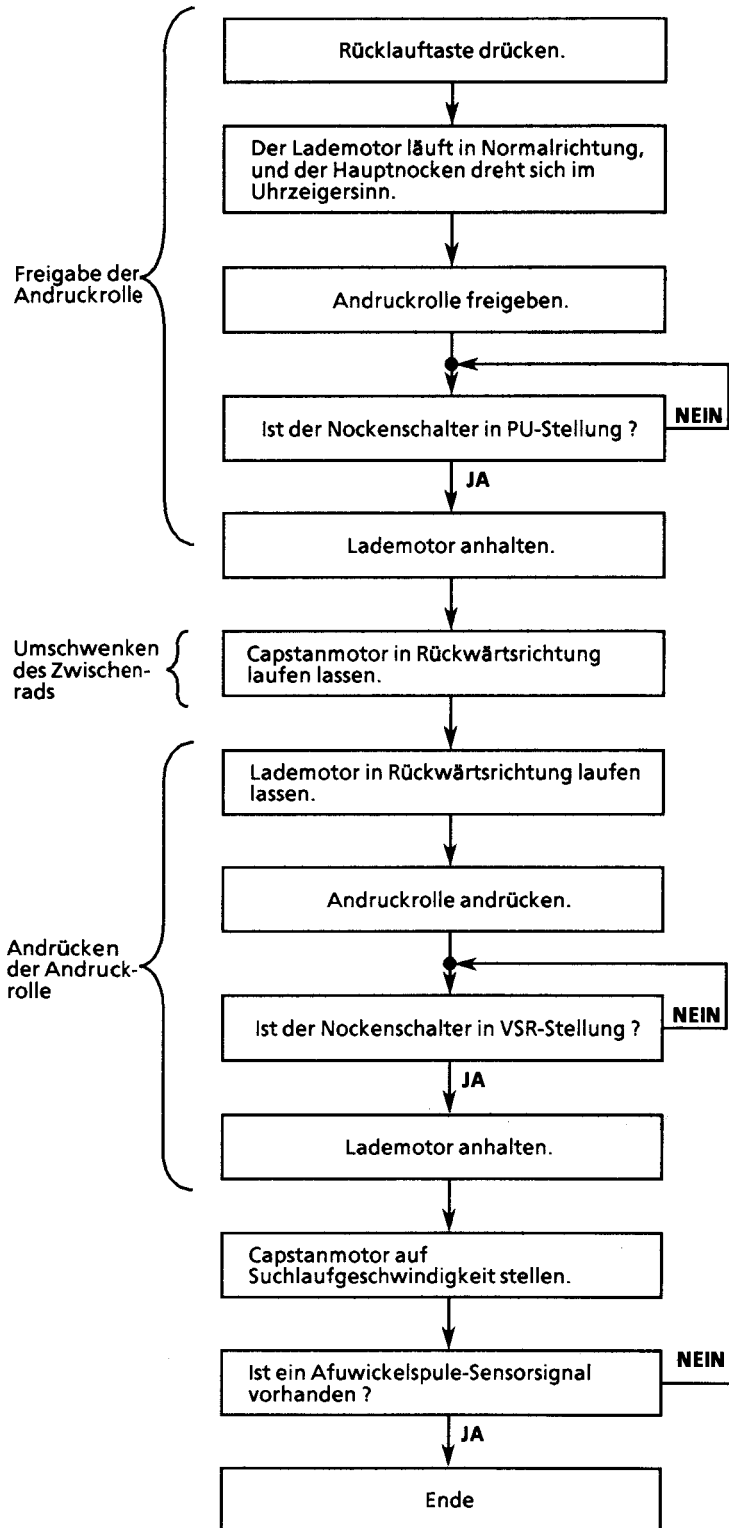 Rücklauftaste drücken.
Der Lademotor läuft in Normalrichtung,
und der Hauptnocken dreht sich im
Uhrzeigersinn.
Freigabe der
Andruckrolle
Andruckrolle freigeben.
Ist der Nockenschalter in PU-Stellung ?
NEIN
JA
Lademotor anhalten.
Umschwenken
des Zwischen-
rads
Capstanmotor in Rückwärtsrichtung
laufen lassen.
Lademotor in Rückwärtsrichtung laufen
lassen.
Andruckrolle andrücken.
Andrücken
der Andruck-
rolle
Ist der Nockenschalter in VSR-Stellung ?
NEIN
JA
Lademotor anhalten.
Capstanmotor auf
Suchlaufgeschwindigkeit stellen.
Ist ein Afuwickelspule-Sensorsignal
vorhanden ?
NEIN
JA
Ende